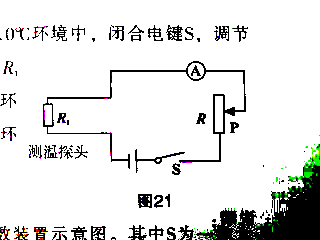 .0℃环境中，闭合电键S，调节
R₁
环
环
A
R₁
R
P
测温探头
S
图21
数装置示意图。其中S为一